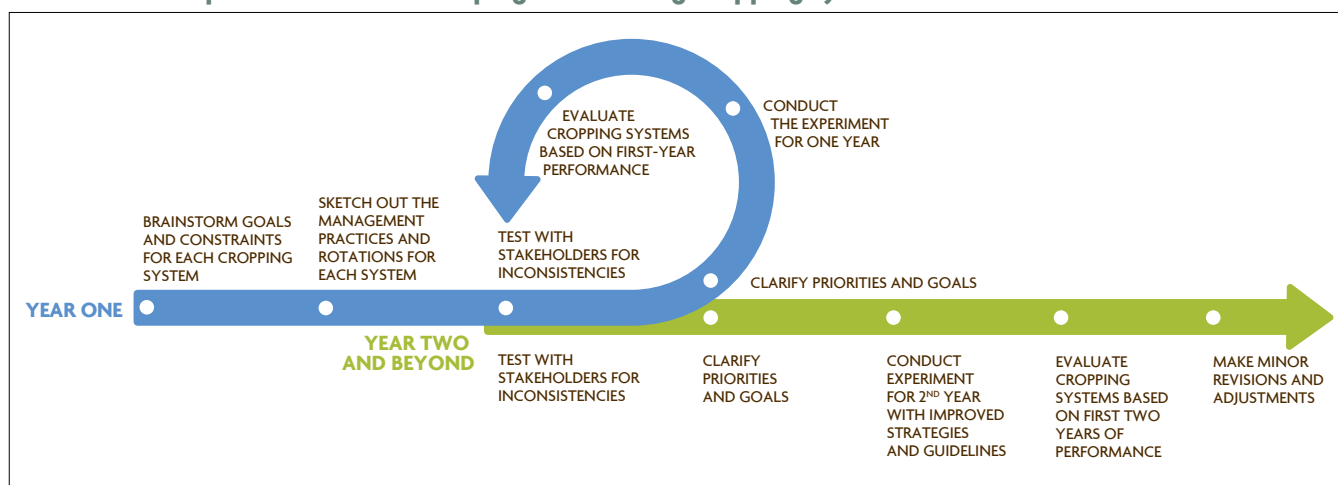 YEAR ONE
BRAINSTORM GOALS
AND CONSTRAINTS
FOR EACH CROPPING
SYSTEM
SKETCH OUT THE
MANAGEMENT
PRACTICES AND
ROTATIONS FOR
EACH SYSTEM
TEST WITH
STAKEHOLDERS FOR
INCONSISTENCIES
CLARIFY PRIORITIES AND GOALS
CONDUCT
THE EXPERIMENT
FOR ONE YEAR
EVALUATE
CROPPING SYSTEMS
BASED ON FIRST-YEAR
PERFORMANCE
YEAR TWO
AND BEYOND
TEST WITH
STAKEHOLDERS FOR
INCONSISTENCIES
CLARIFY
PRIORITIES
AND GOALS
CONDUCT
EXPERIMENT
FOR 2ND YEAR
WITH IMPROVED
STRATEGIES
AND GUIDELINES
EVALUATE
CROPPING
SYSTEMS BASED
ON FIRST TWO
YEARS OF
PERFORMANCE
MAKE MINOR
REVISIONS AND
ADJUSTMENTS